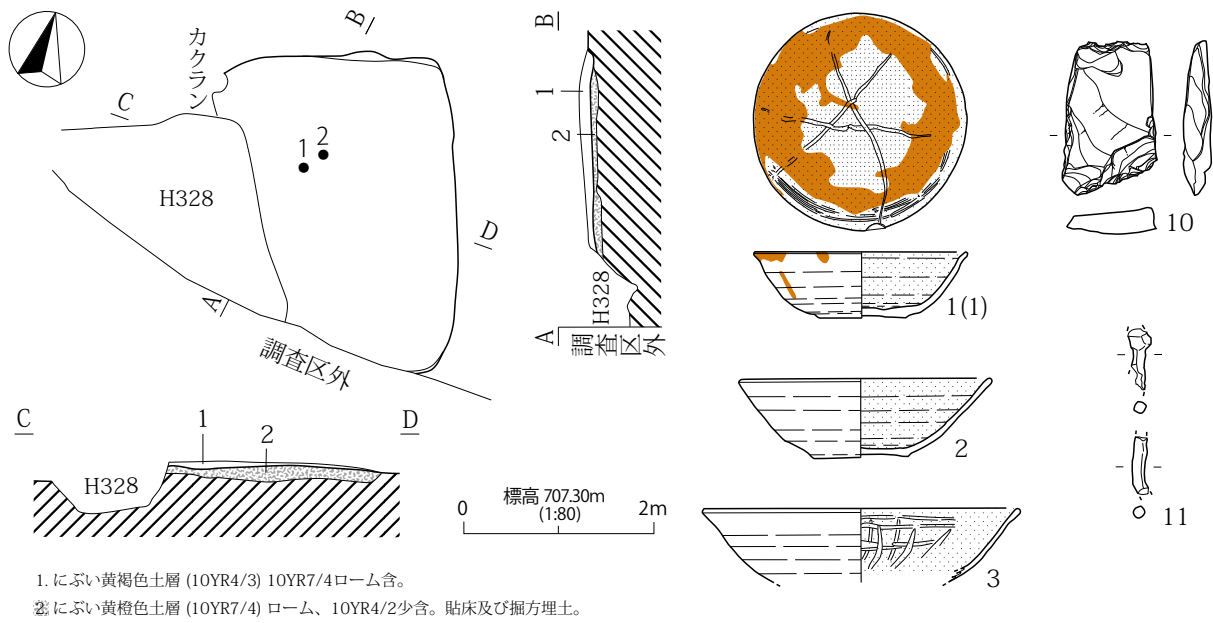 カクラン
B
C
1 2
H328
D
A
調査区外
B
1
2
H328
A
調査区外
C
1
2
D
H328
標高 707.30m
(1:80)
0
2m
1. にぶい黄褐色土層 (10YR4/3) 10YR7/4ローム含。
2. にぶい黄橙色土層 (10YR7/4) ローム、10YR4/2少含。貼床及び掘方埋土。
1(1)
2
3
10
11